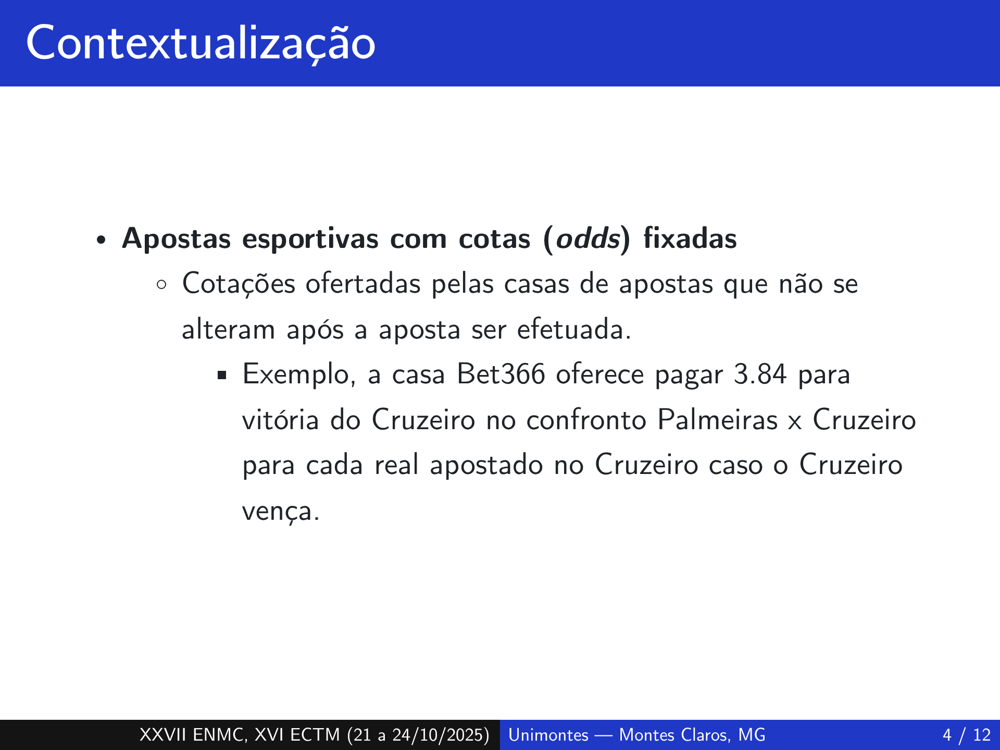 Contextualização
• Apostas esportivas com cotas (odds) fixadas
◦ Cotações ofertadas pelas casas de apostas que não se
alteram após a aposta ser efetuada.
▪ Exemplo, a casa Bet366 oferece pagar 3.84 para
vitória do Cruzeiro no confronto Palmeiras x Cruzeiro
para cada real apostado no Cruzeiro caso o Cruzeiro
vença.
XXVII ENMC, XVI ECTM (21 a 24/10/2025) Unimontes — Montes Claros, MG 4 / 12